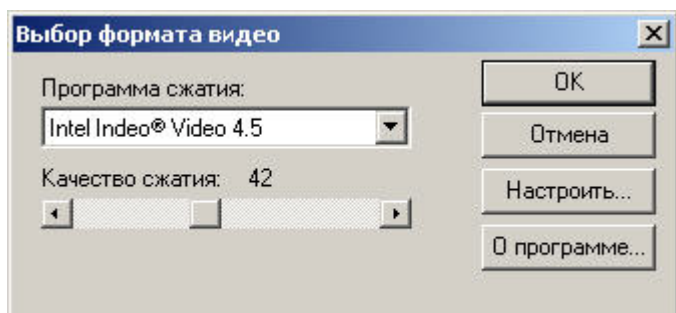 Выбор формата видео
Программа сжатия:
Intel Indeo® Video 4.5
Качество сжатия: 42
OK
Отмена
Настроить...
О программе...